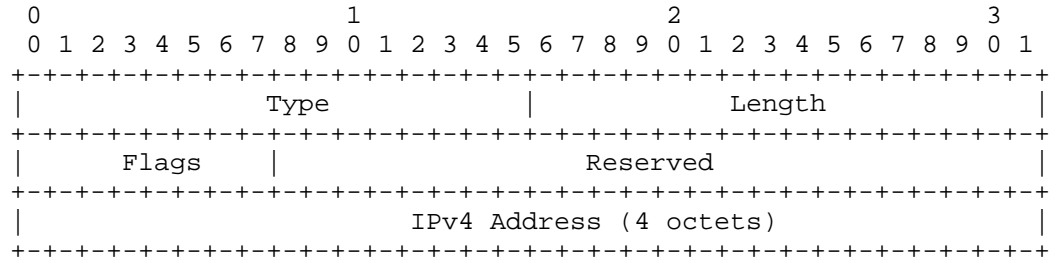 0                   1                   2                   3
 0 1 2 3 4 5 6 7 8 9 0 1 2 3 4 5 6 7 8 9 0 1 2 3 4 5 6 7 8 9 0 1
+-+-+-+-+-+-+-+-+-+-+-+-+-+-+-+-+-+-+-+-+-+-+-+-+-+-+-+-+-+-+-+-+
|               Type            |            Length             |
+-+-+-+-+-+-+-+-+-+-+-+-+-+-+-+-+-+-+-+-+-+-+-+-+-+-+-+-+-+-+-+-+
|      Flags    |                   Reserved                    |
+-+-+-+-+-+-+-+-+-+-+-+-+-+-+-+-+-+-+-+-+-+-+-+-+-+-+-+-+-+-+-+-+
|                        IPv4 Address (4 octets)                |
+-+-+-+-+-+-+-+-+-+-+-+-+-+-+-+-+-+-+-+-+-+-+-+-+-+-+-+-+-+-+-+-+